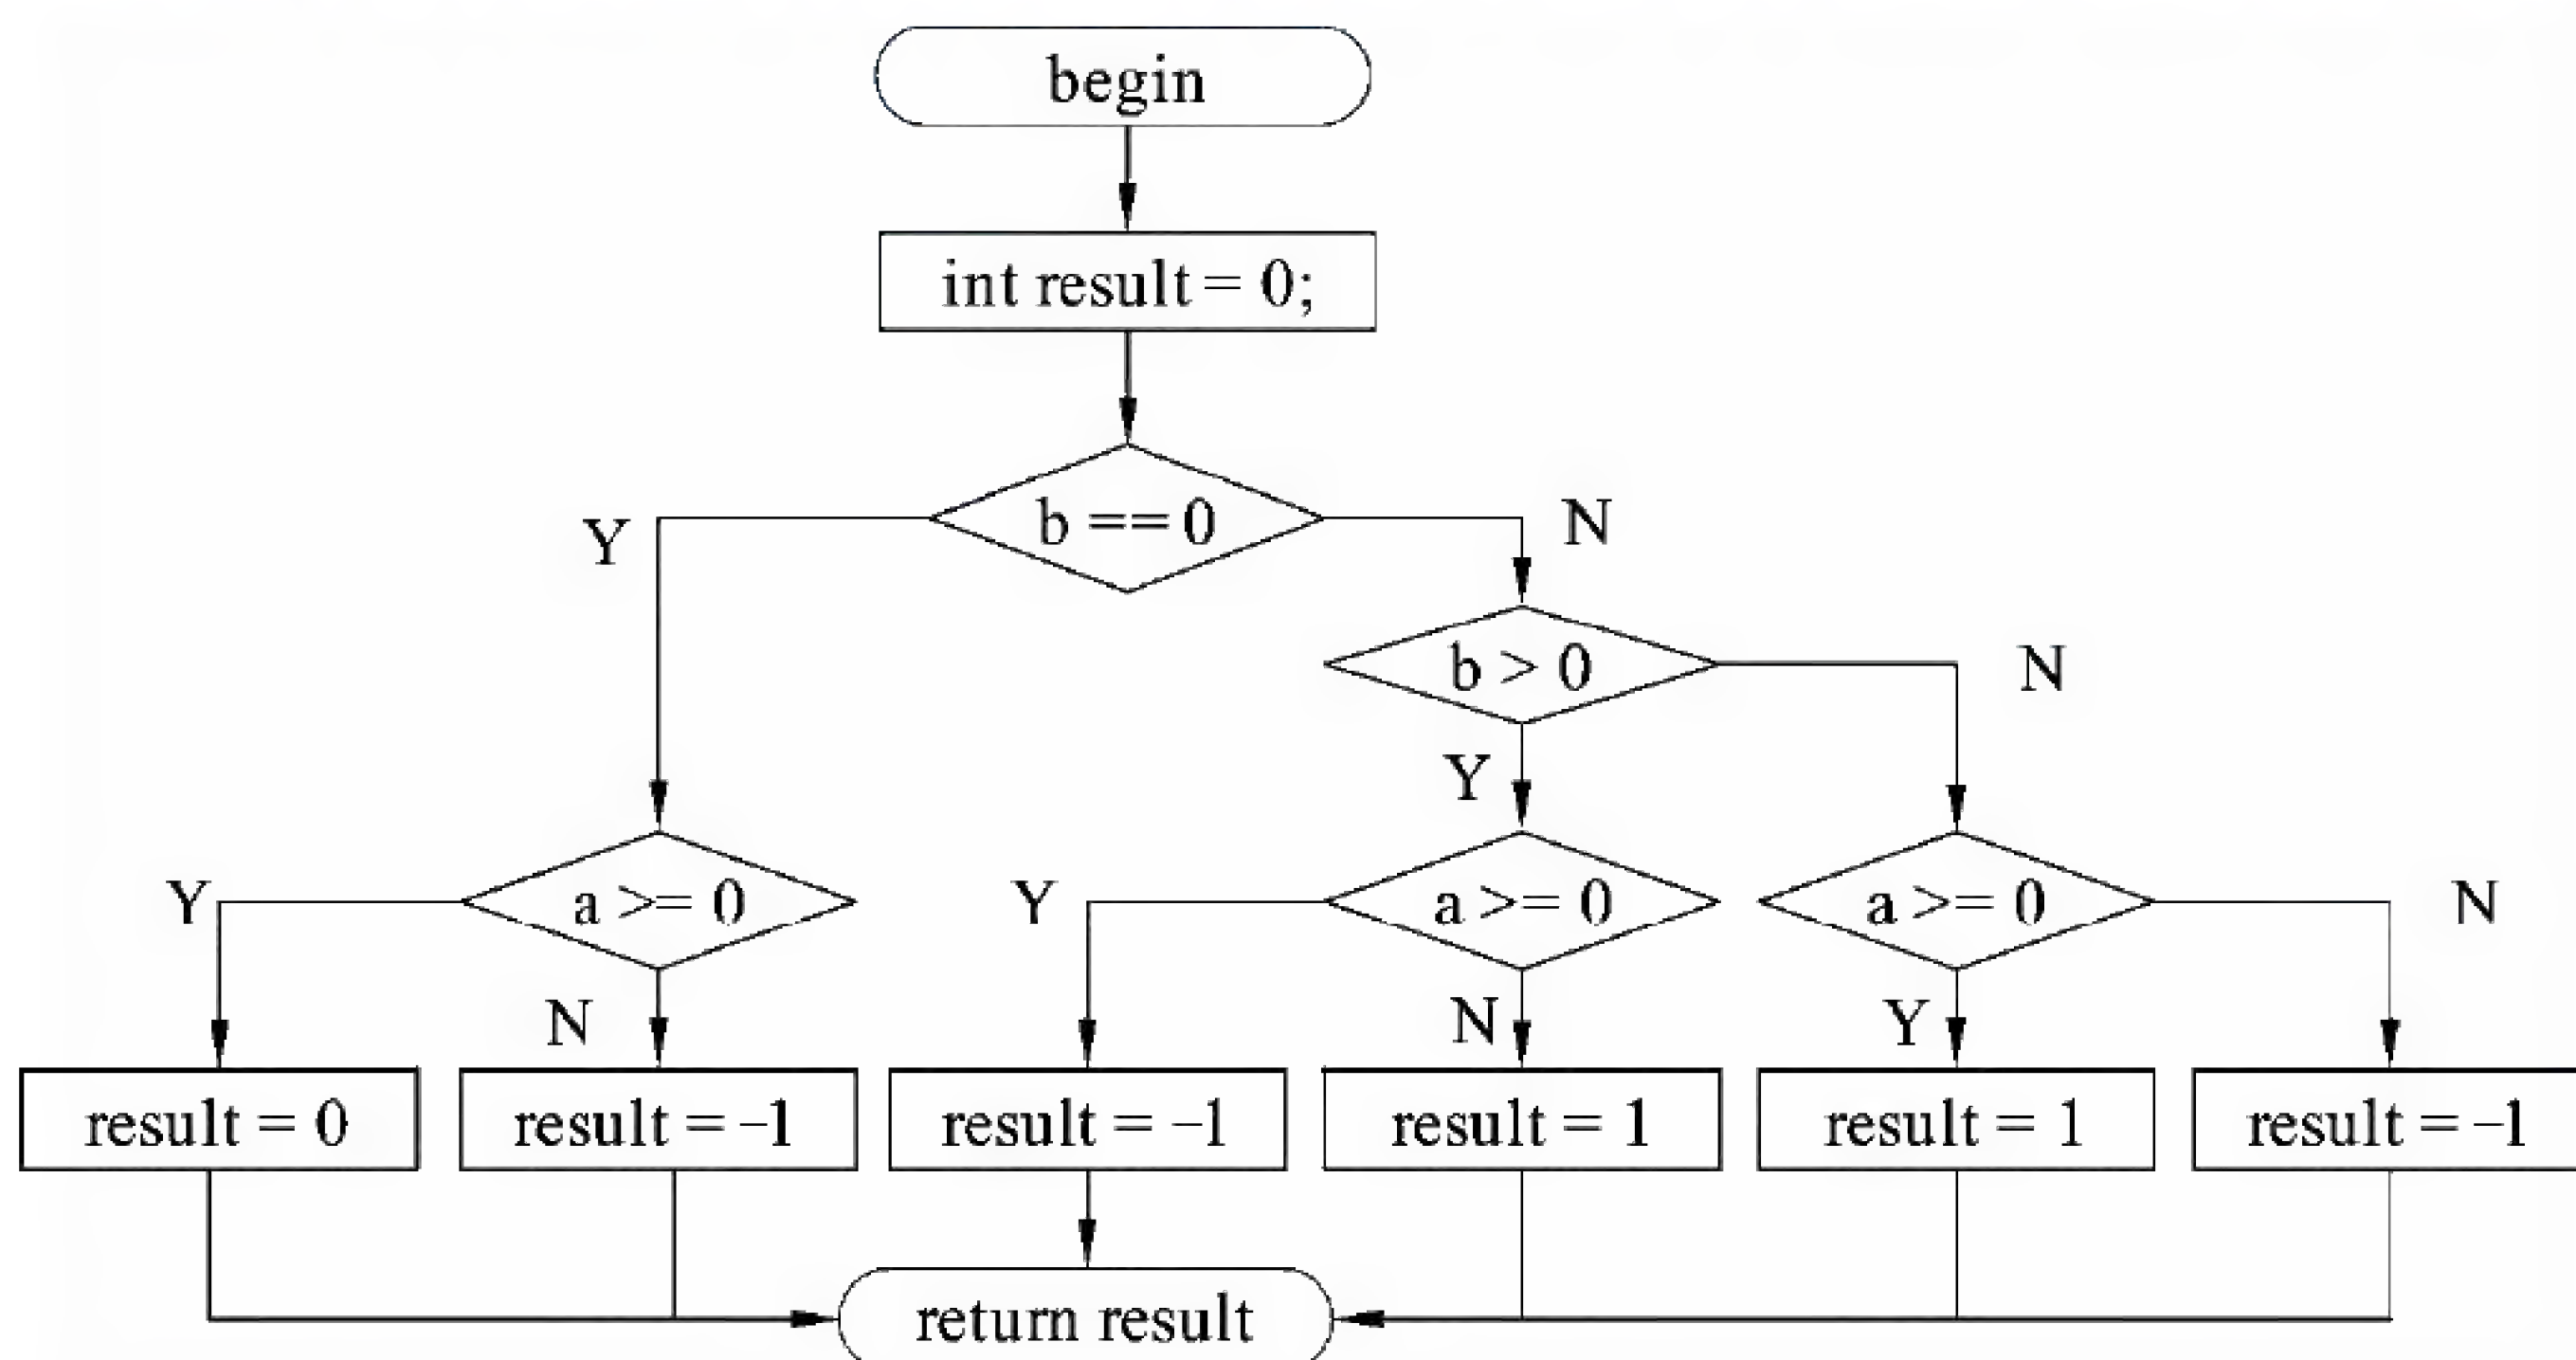 begin
int result = 0;
b == 0
Y
N
b > 0
N
Y
a >= 0
Y
N
a >= 0
Y
N
a >= 0
Y
N
result = 0
result = –1
result = –1
result = 1
result = 1
result = –1
return result